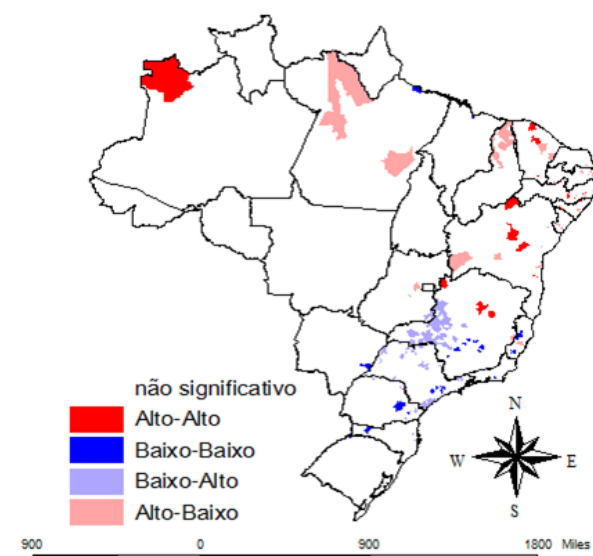 não significativo
Alto-Alto
Baixo-Baixo
Baixo-Alto
Alto-Baixo
N
W E
S
900 0 900 1800 Miles